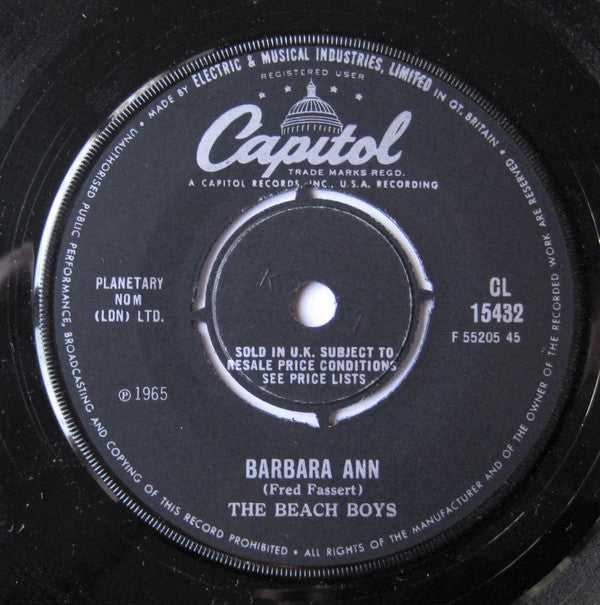 MADE BY ELECTRIC & MUSICAL INDUSTRIES, LIMITED IN GT. BRITAIN •
REGISTERED USER
Capitol
TRADE MARKS REGD.
A CAPITOL RECORDS, INC., U.S.A. RECORDING
PLANETARY
NOM
(LDN) LTD.
CL
15432
F 55205 45
SOLD IN U.K. SUBJECT TO
RESALE PRICE CONDITIONS
SEE PRICE LISTS
℗ 1965
BARBARA ANN
(Fred Fassert)
THE BEACH BOYS
• UNAUTHORISED PUBLIC PERFORMANCE, BROADCASTING AND COPYING OF THIS RECORD PROHIBITED • ALL RIGHTS OF THE MANUFACTURER AND OF THE OWNER OF THE RECORDED WORK ARE RESERVED •